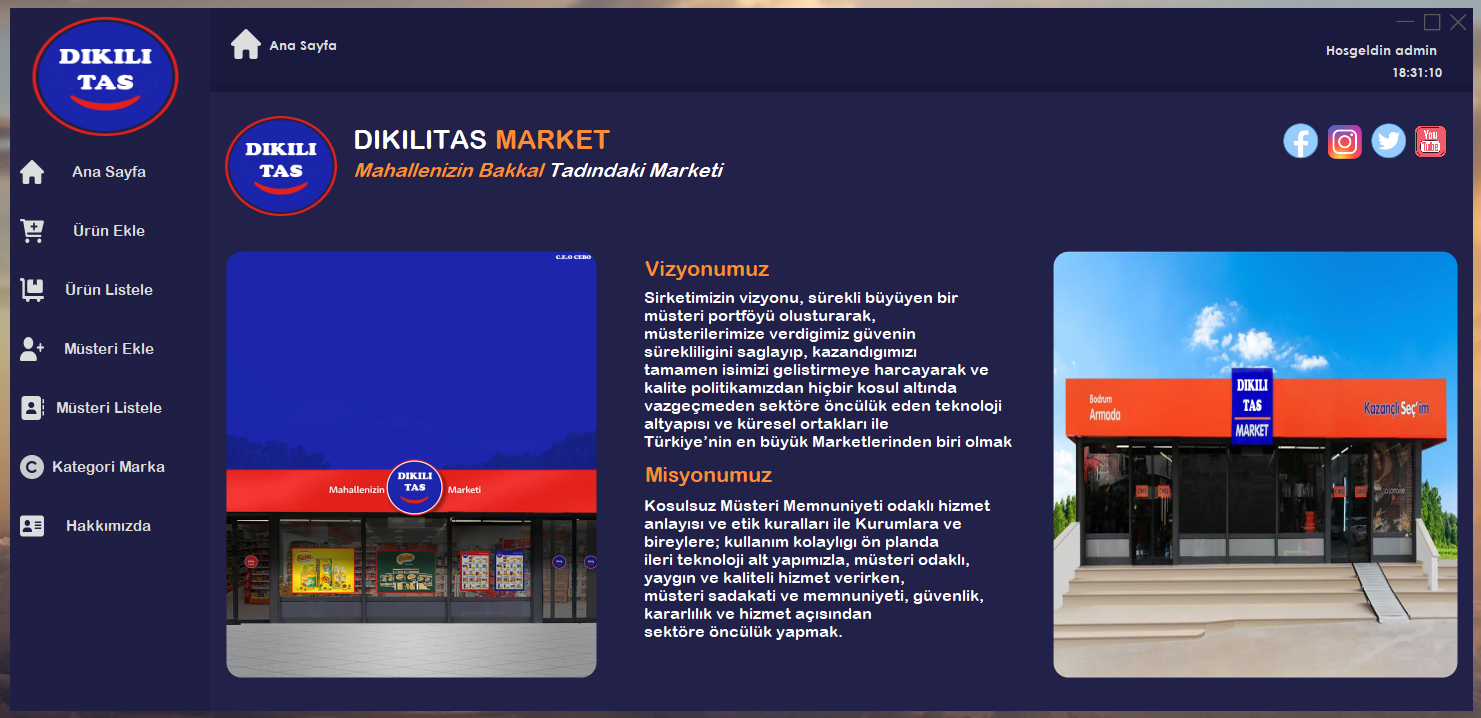 DIKILI
TAS
Ana Sayfa
Ürün Ekle
Ürün Listele
Müsteri Ekle
Müsteri Listele
Kategori Marka
Hakkımızda
Ana Sayfa
Hosgeldin admin
18:31:10
DIKILI
TAS
DIKILITAS MARKET
Mahallenizin Bakkal Tadındaki Marketi
You
Tube
C.E.O CEBO
Mahallenizin
DIKILI
TAS
Marketi
Vizyonumuz
Sirketimizin vizyonu, sürekli büyüyen bir
müsteri portföyü olusturarak,
müsterilerimize verdigimiz güvenin
sürekliligini saglayıp, kazandıgımızı
tamamen isimizi gelistirmeye harcayarak ve
kalite politikamızdan hiçbir kosul altında
vazgeçmeden sektöre öncülük eden teknoloji
altyapısı ve küresel ortakları ile
Türkiye’nin en büyük Marketlerinden biri olmak
Misyonumuz
Kosulsuz Müsteri Memnuniyeti odaklı hizmet
anlayısı ve etik kuralları ile Kurumlara ve
bireylere; kullanım kolaylıgı ön planda
ileri teknoloji alt yapımızla, müsteri odaklı,
yaygın ve kaliteli hizmet verirken,
müsteri sadakati ve memnuniyeti, güvenlik,
kararlılık ve hizmet açısından
sektöre öncülük yapmak.
Bodrum
Armada
DIKILI
TAS
MARKET
Kazançlı Seç'im